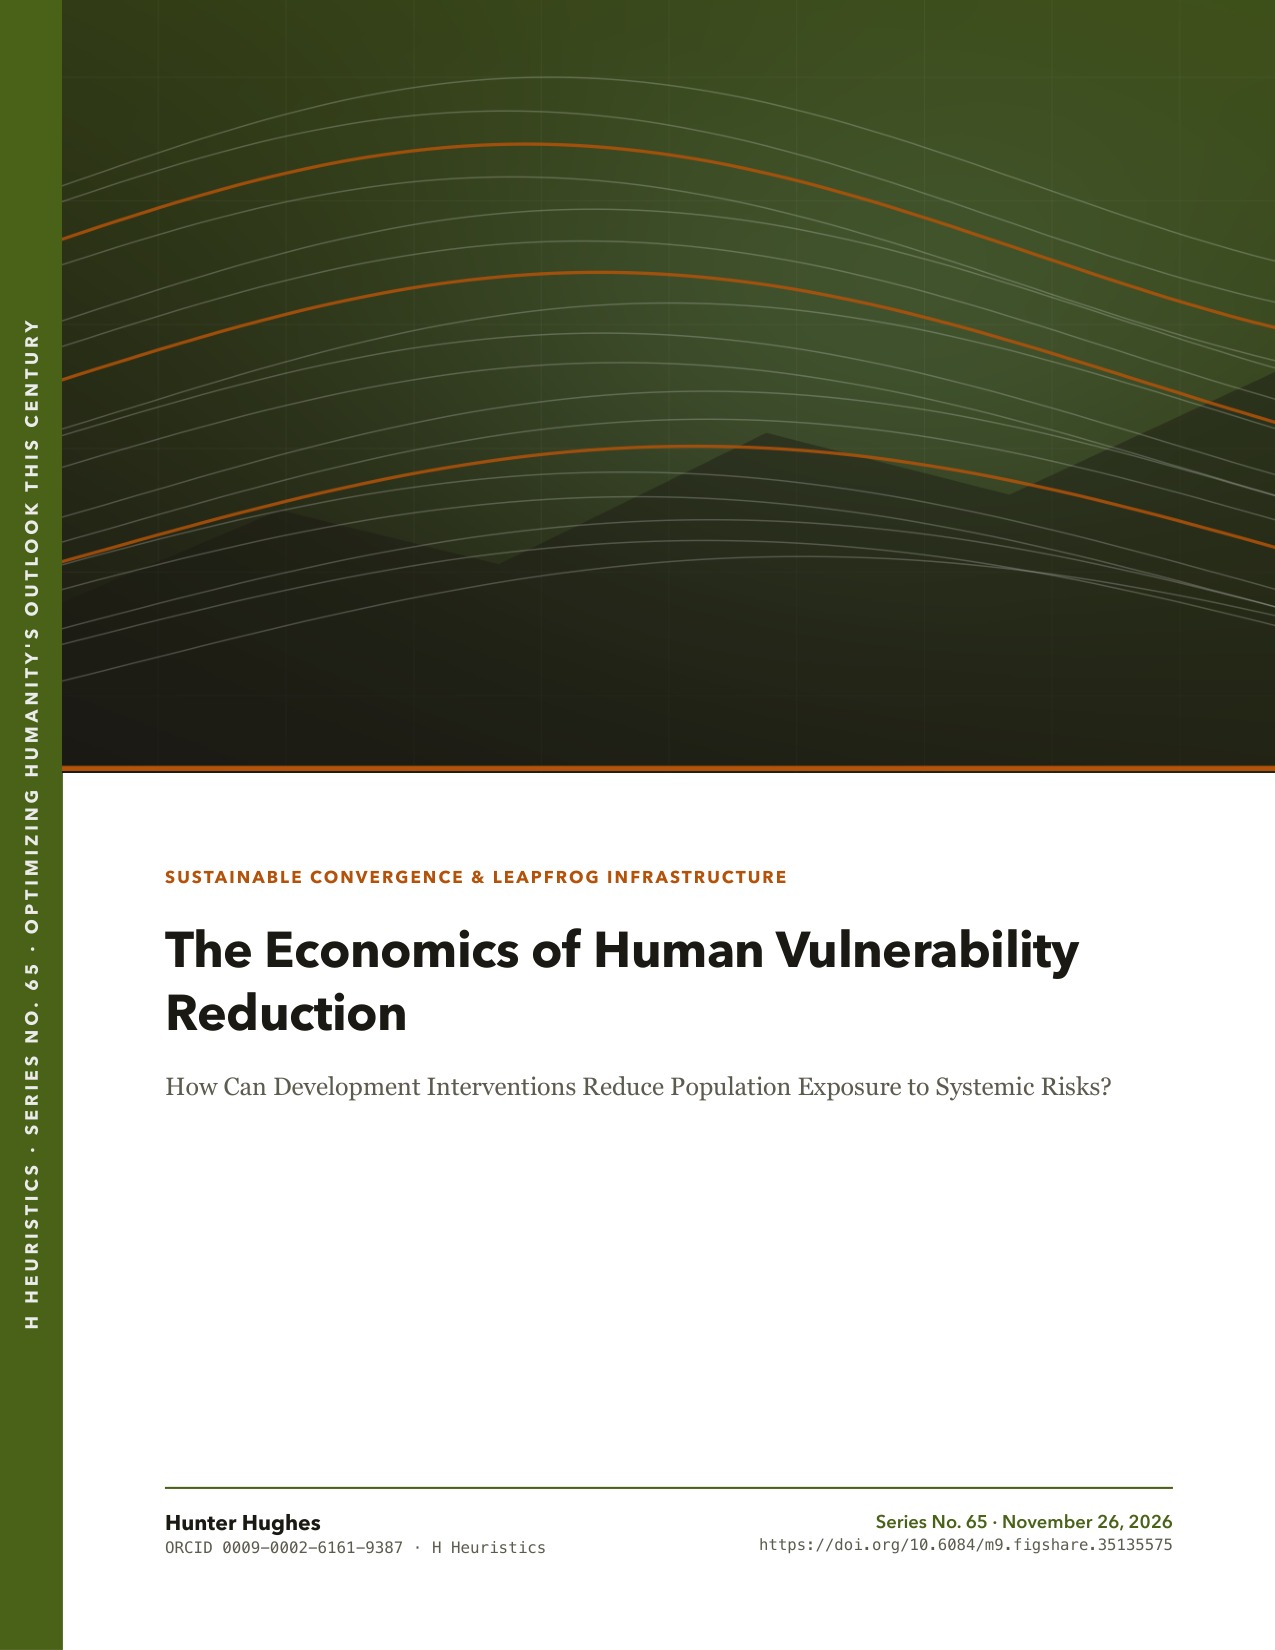 H HEURISTICS · SERIES NO. 65 · OPTIMIZING HUMANITY'S OUTLOOK THIS CENTURY
SUSTAINABLE CONVERGENCE & LEAPFROG INFRASTRUCTURE
The Economics of Human Vulnerability
Reduction
How Can Development Interventions Reduce Population Exposure to Systemic Risks?
Hunter Hughes
ORCID 0009-0002-6161-9387 · H Heuristics
Series No. 65 · November 26, 2026
https://doi.org/10.6084/m9.figshare.35135575